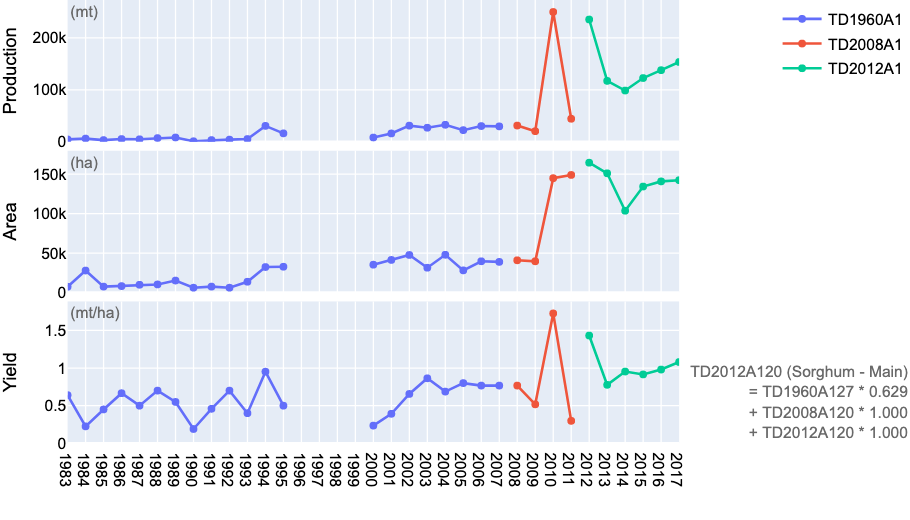 (mt)
Production
200k
100k
0
TD1960A1
TD2008A1
TD2012A1
(ha)
Area
150k
100k
50k
0
(mt/ha)
Yield
1.5
1
0.5
0
TD2012A120 (Sorghum - Main)
= TD1960A127 * 0.629
+ TD2008A120 * 1.000
+ TD2012A120 * 1.000
1983
1984
1985
1986
1987
1988
1989
1990
1991
1992
1993
1994
1995
1996
1997
1998
1999
2000
2001
2002
2003
2004
2005
2006
2007
2008
2009
2010
2011
2012
2013
2014
2015
2016
2017